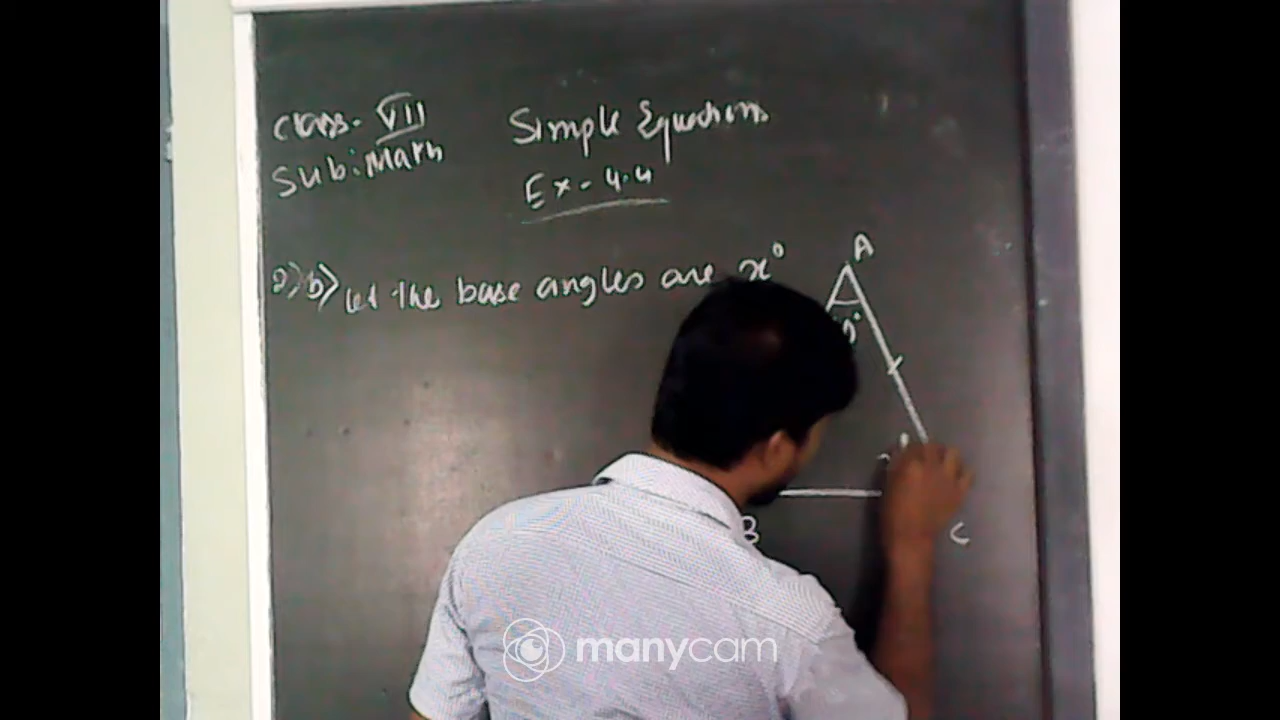 Class- VII
Sub: Math
Simple Equations
Ex - 4.4
2) b) Let the base angles are x°
A
B
C
manycam